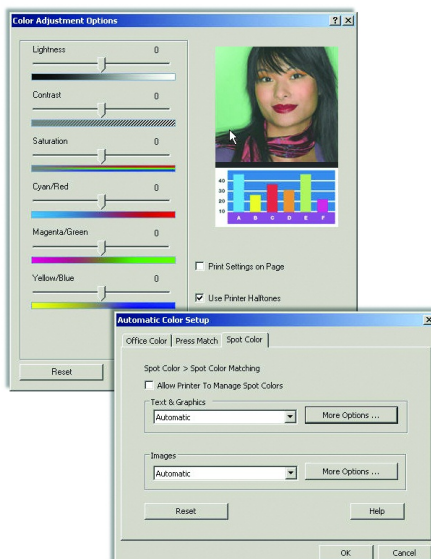 Color Adjustment Options
Lightness 0
Contrast 0
Saturation 0
Cyan/Red 0
Magenta/Green 0
Yellow/Blue 0
40
30
20
10
A B C D E F
Print Settings on Page
Use Printer Halftones
Reset
Automatic Color Setup
Office Color Press Match Spot Color
Spot Color > Spot Color Matching
Allow Printer To Manage Spot Colors
Text & Graphics
Automatic More Options ...
Images
Automatic More Options ...
Reset Help
OK Cancel